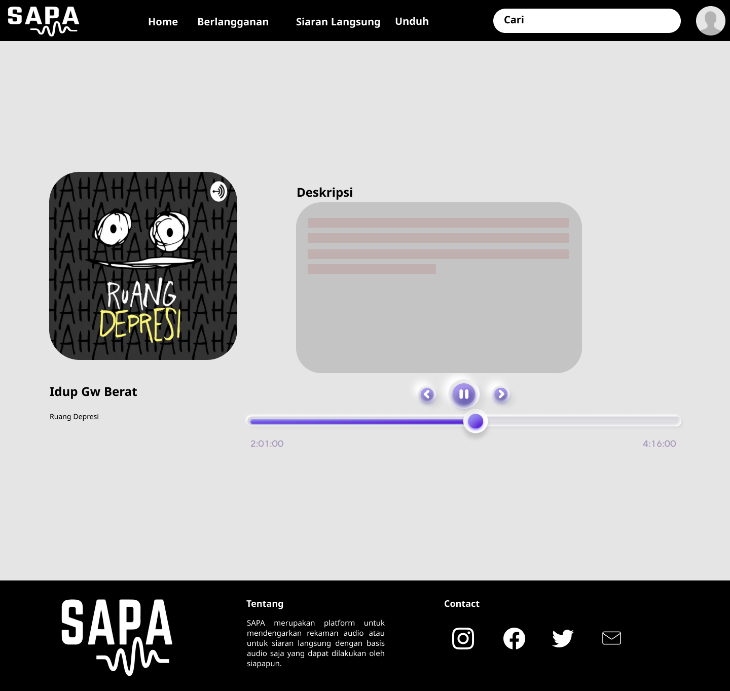 SAPA
Home Berlangganan Siaran Langsung Unduh Cari
RUANG
DEPRESI
Deskripsi
Idup Gw Berat
Ruang Depresi
2:01:00 4:16:00
SAPA
Tentang
SAPA merupakan platform untuk
mendengarkan rekaman audio atau
untuk siaran langsung dengan basis
audio saja yang dapat dilakukan oleh
siapapun.
Contact